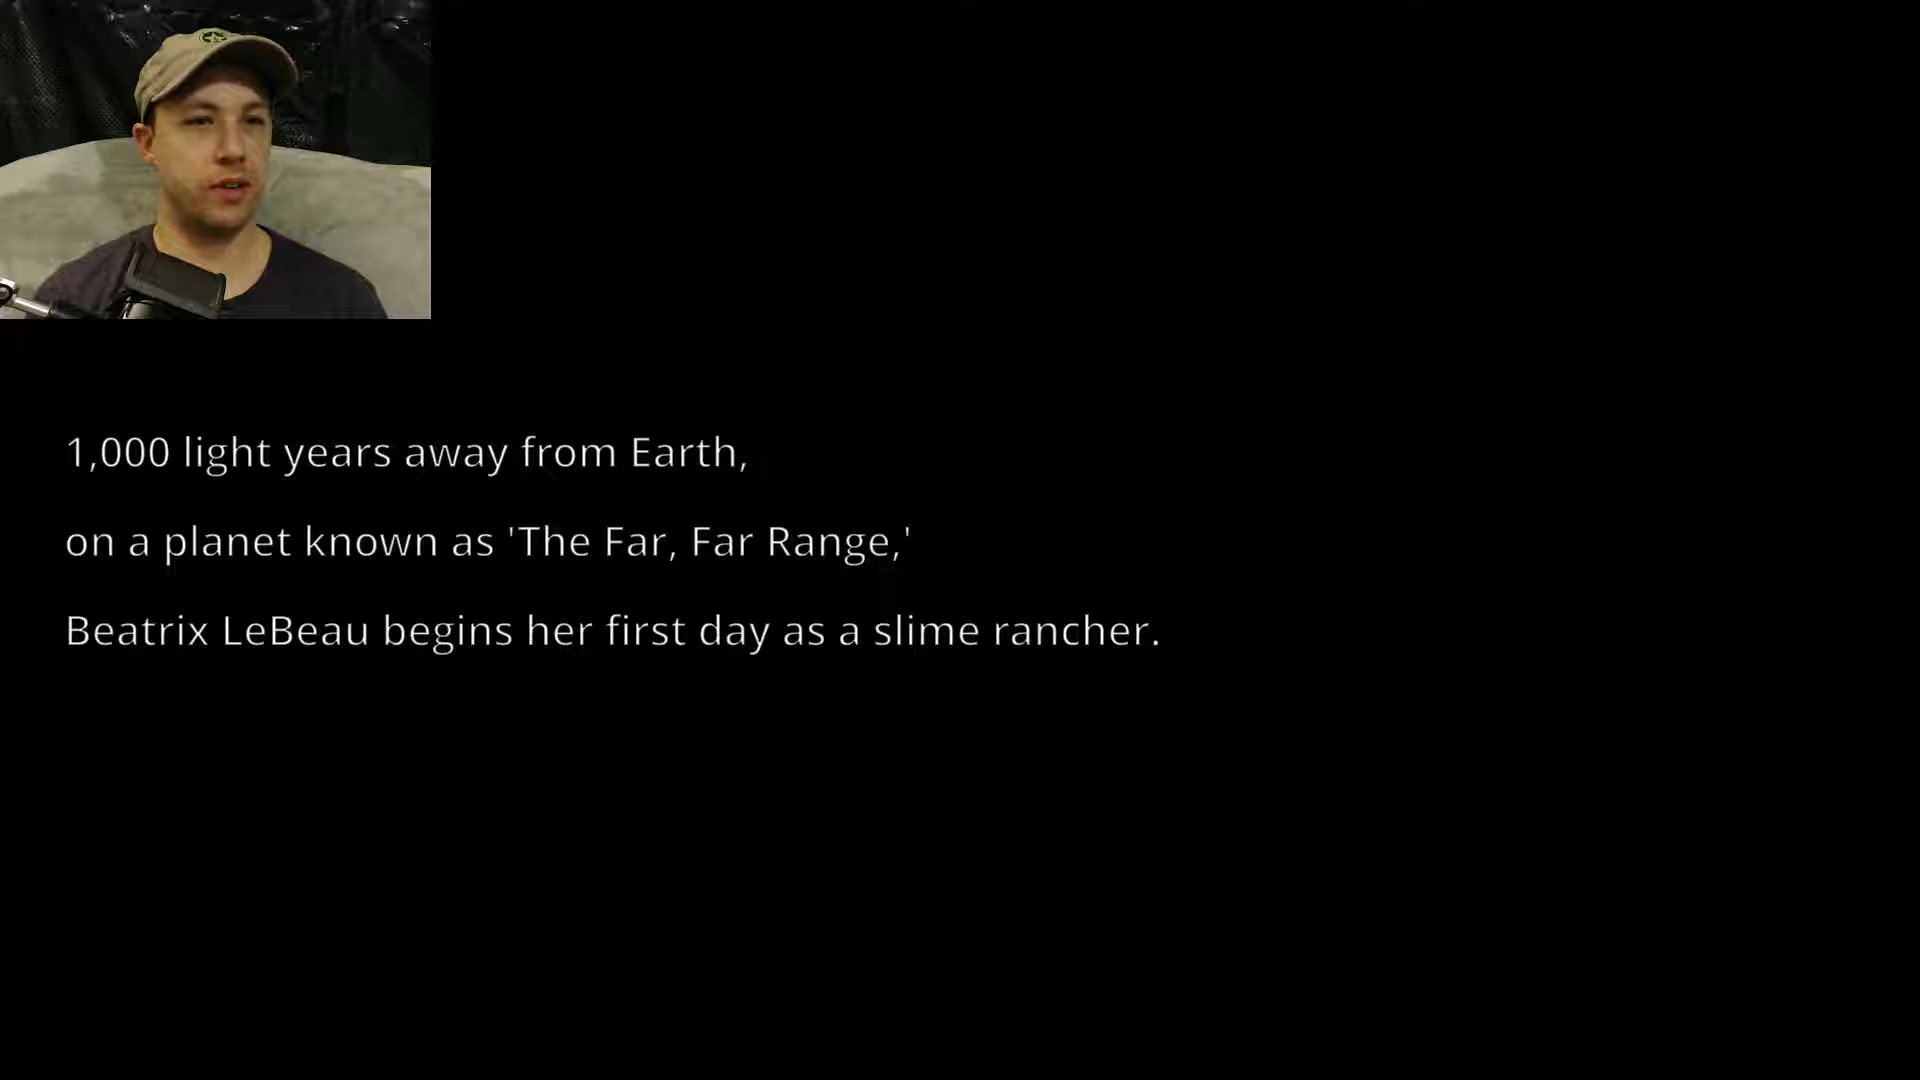 1,000 light years away from Earth,
on a planet known as 'The Far, Far Range,'
Beatrix LeBeau begins her first day as a slime rancher.